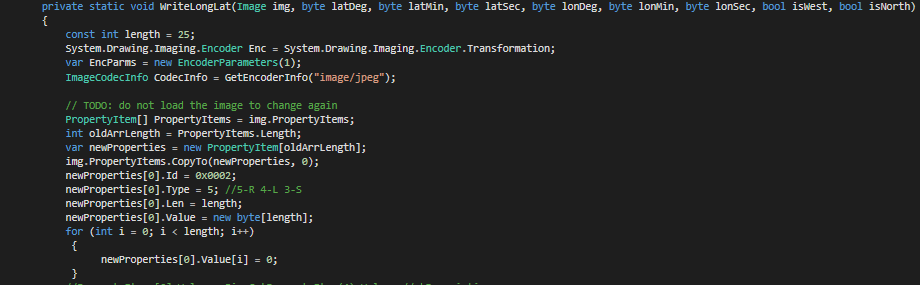 private static void WriteLongLat(Image img, byte latDeg, byte latMin, byte latSec, byte lonDeg, byte lonMin, byte lonSec, bool isWest, bool isNorth)
{
const int length = 25;
System.Drawing.Imaging.Encoder Enc = System.Drawing.Imaging.Encoder.Transformation;
var EncParms = new EncoderParameters(1);
ImageCodecInfo CodecInfo = GetEncoderInfo("image/jpeg");
// TODO: do not load the image to change again
PropertyItem[] PropertyItems = img.PropertyItems;
int oldArrLength = PropertyItems.Length;
var newProperties = new PropertyItem[oldArrLength];
img.PropertyItems.CopyTo(newProperties, 0);
newProperties[0].Id = 0x0002;
newProperties[0].Type = 5; //5-R 4-L 3-S
newProperties[0].Len = length;
newProperties[0].Value = new byte[length];
for (int i = 0; i < length; i++)
{
newProperties[0].Value[i] = 0;
}